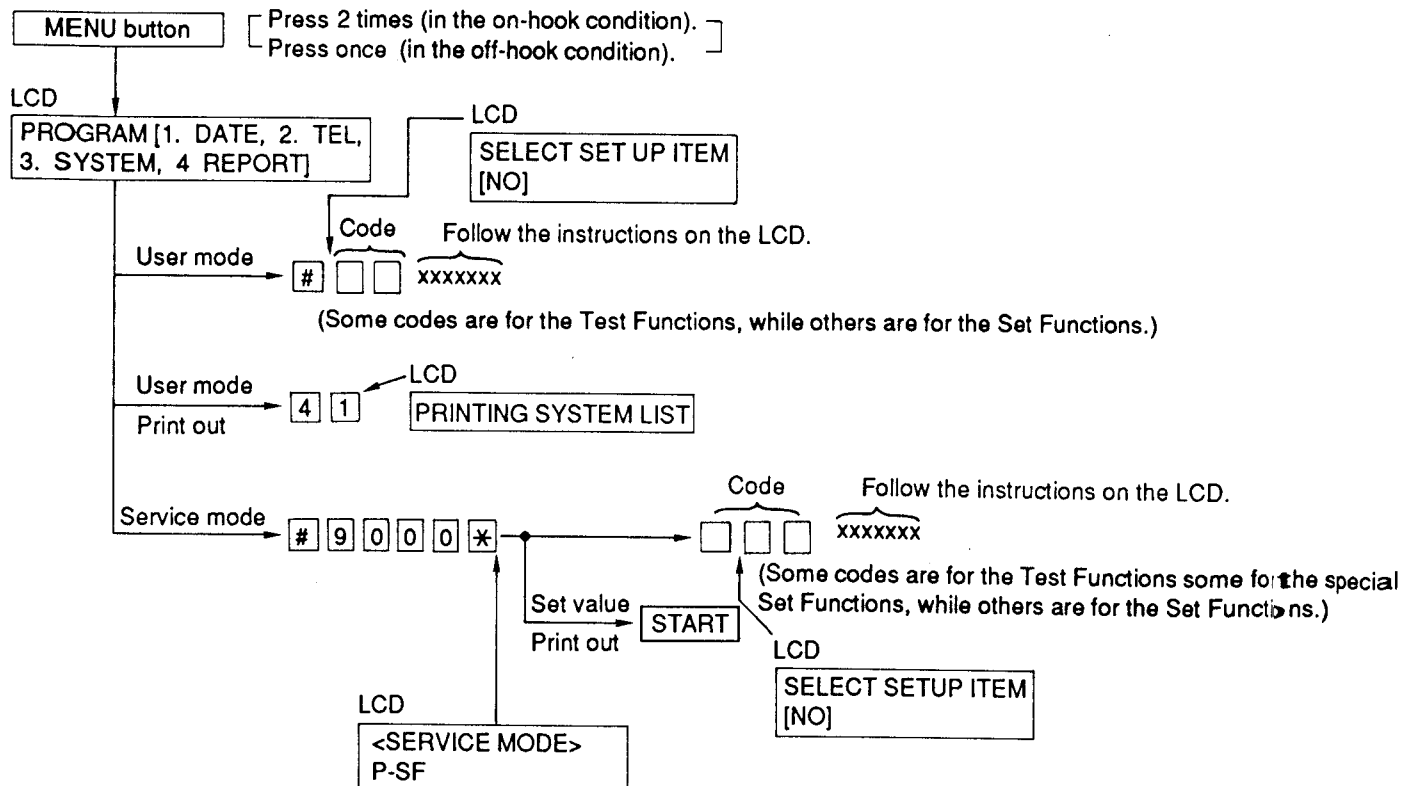 MENU button
Press 2 times (in the on-hook condition).
Press once (in the off-hook condition).
LCD
PROGRAM [1. DATE, 2. TEL,
3. SYSTEM, 4 REPORT]
LCD
SELECT SET UP ITEM
[NO]
User mode
#
Code
Follow the instructions on the LCD.
xxxxxxx
(Some codes are for the Test Functions, while others are for the Set Functions.)
User mode
Print out
4 1
LCD
PRINTING SYSTEM LIST
Service mode
# 9 0 0 0 *
Code
Follow the instructions on the LCD.
xxxxxxx
(Some codes are for the Test Functions some for the special
Set Functions, while others are for the Set Functions.)
Set value
Print out
START
LCD
SELECT SETUP ITEM
[NO]
LCD
<SERVICE MODE>
P-SF